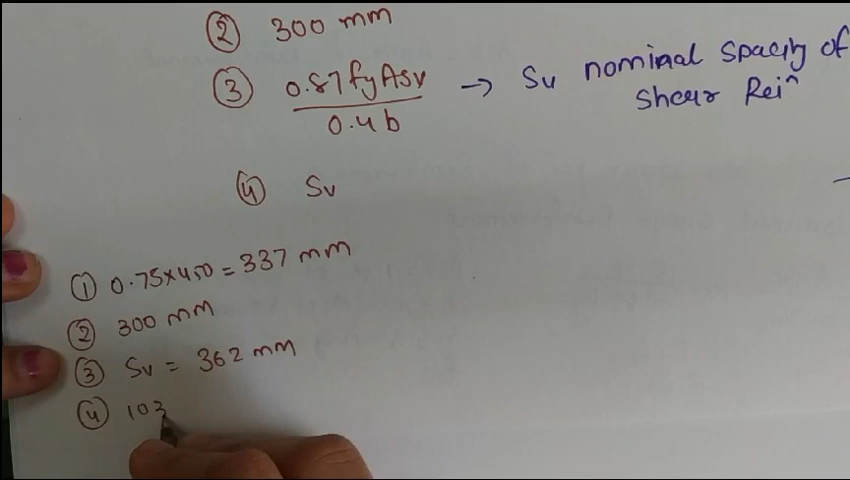 ② 300 mm
③ 0.87 fy Asv / 0.4 b → Sv nominal spacing of
shear Reiⁿ
④ Sv
① 0.75×450 = 337 mm
② 300 mm
③ Sv = 362 mm
④ 103